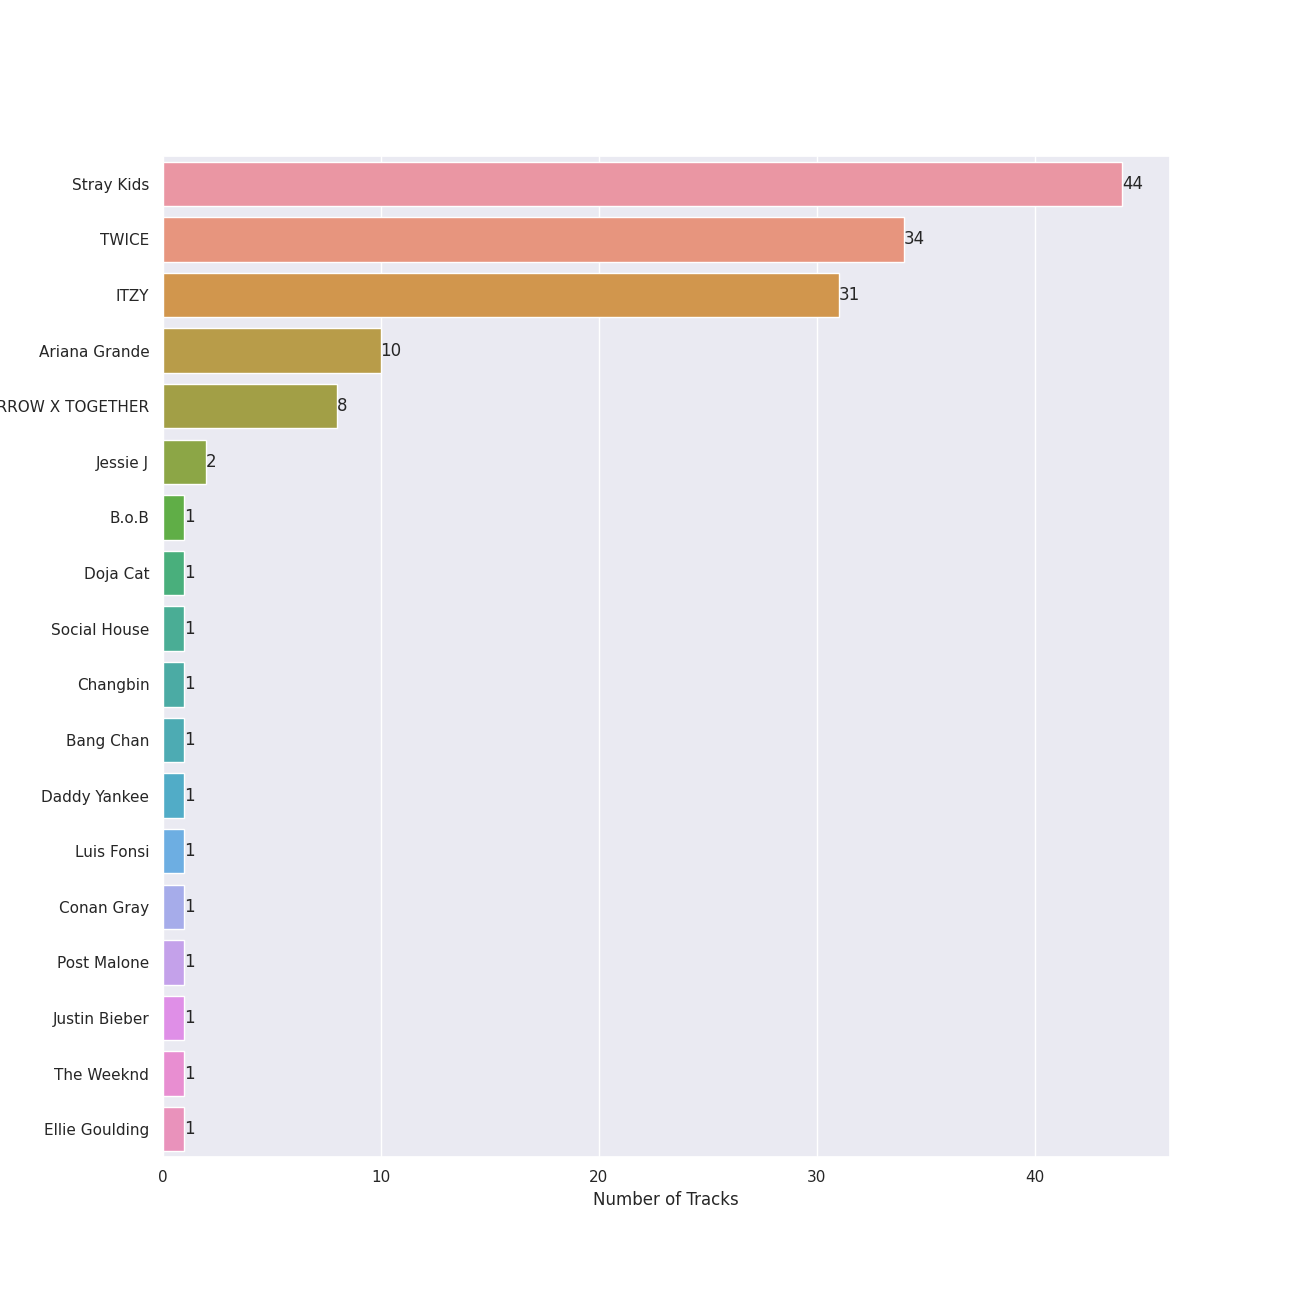 Stray Kids 44
TWICE 34
ITZY 31
Ariana Grande 10
RROW X TOGETHER 8
Jessie J 2
B.o.B 1
Doja Cat 1
Social House 1
Changbin 1
Bang Chan 1
Daddy Yankee 1
Luis Fonsi 1
Conan Gray 1
Post Malone 1
Justin Bieber 1
The Weeknd 1
Ellie Goulding 1
0 10 20 30 40
Number of Tracks